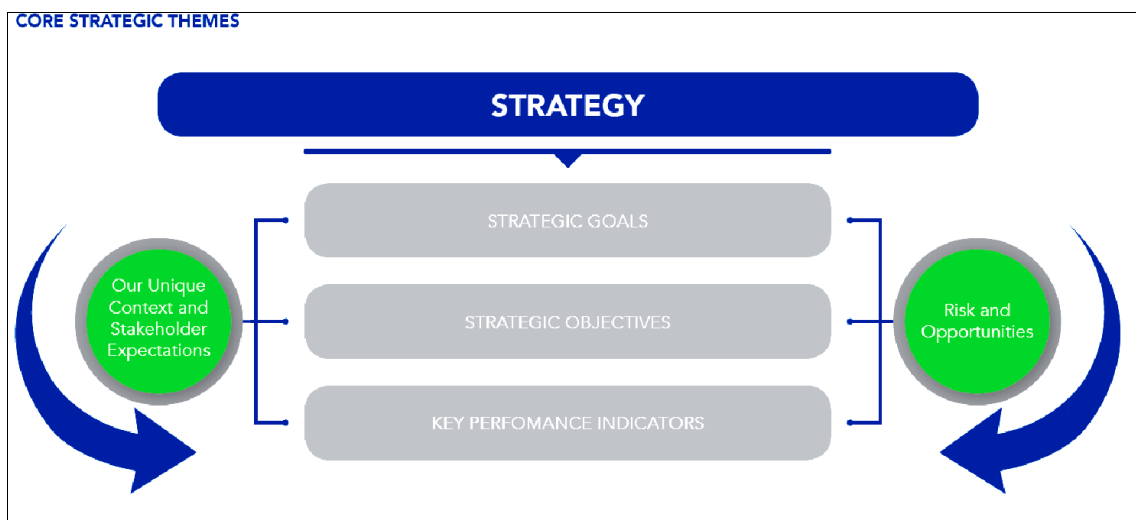 CORE STRATEGIC THEMES
STRATEGY
STRATEGIC GOALS
Our Unique
Context and
Stakeholder
Expectations
STRATEGIC OBJECTIVES
Risk and
Opportunities
KEY PERFOMANCE INDICATORS